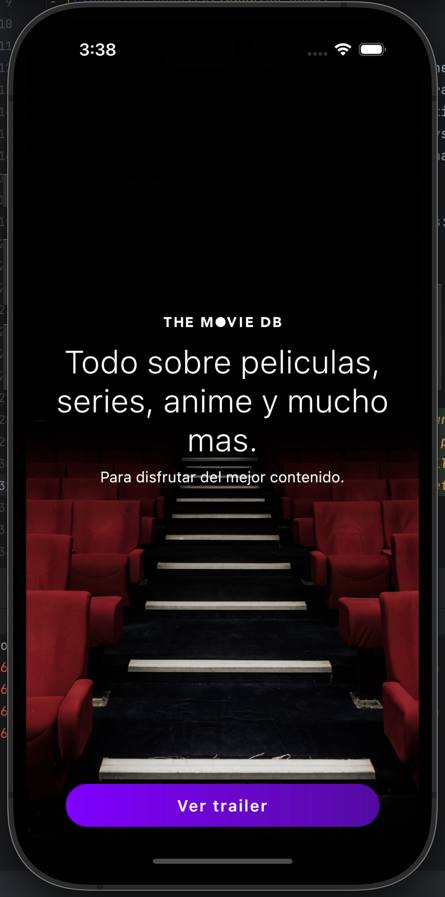 3:38
THE MOVIE DB
Todo sobre peliculas,
series, anime y mucho
mas.
Para disfrutar del mejor contenido.
Ver trailer